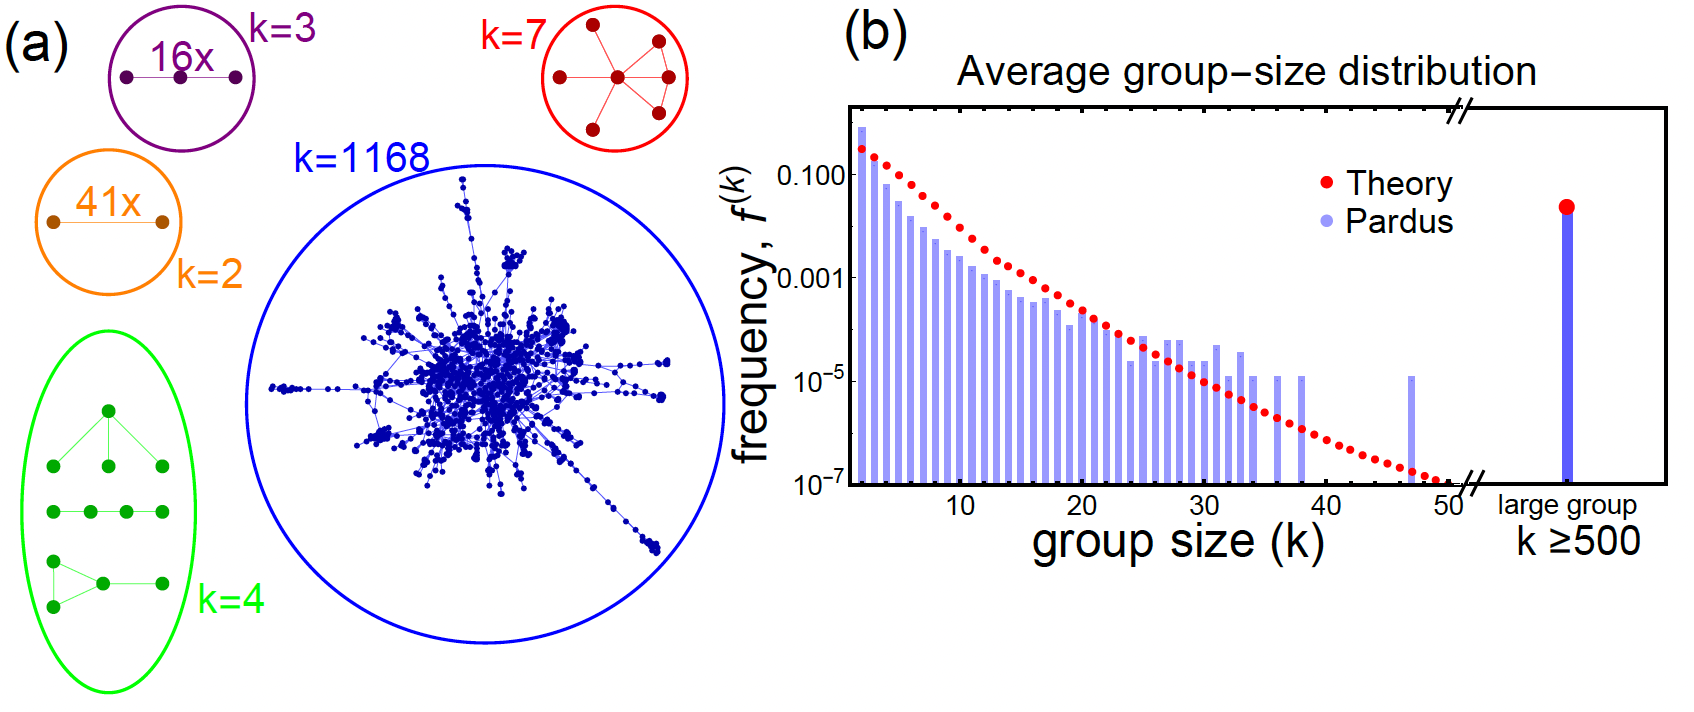 (a)
k=3
16x
k=7
k=1168
41x
k=2
k=4
(b)
Average group-size distribution
frequency, f(k)
0.100
0.001
10⁻⁵
10⁻⁷
Theory
Pardus
10 20 30 40 50
group size (k)
large group
k ≥500